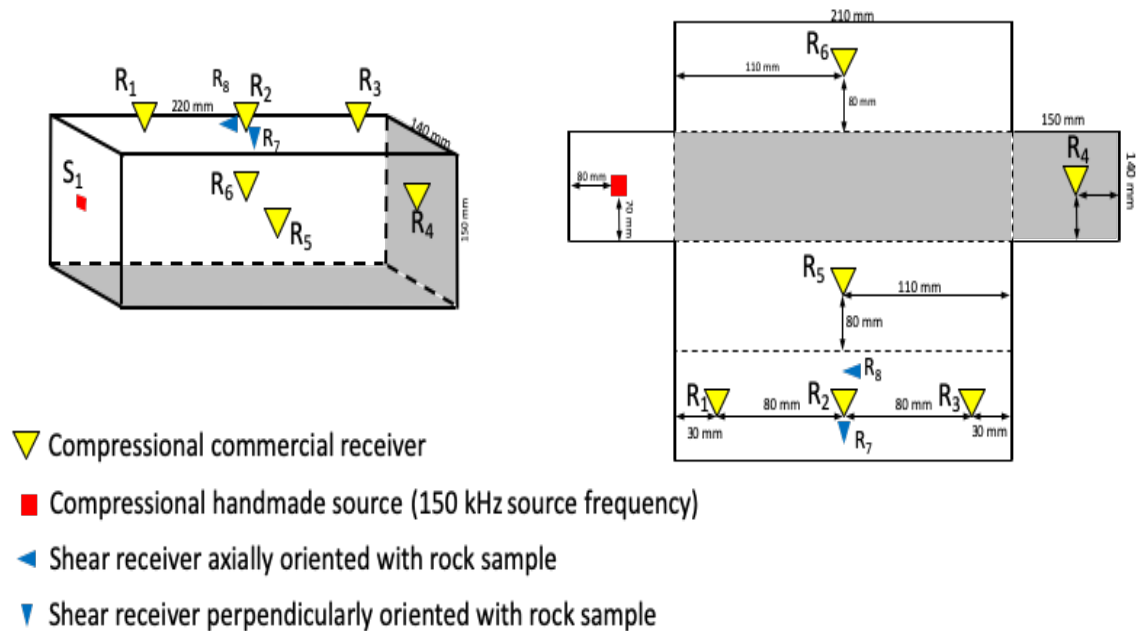 R1
R8
R2
R3
220 mm
R7
140 mm
S1
R6
R5
R4
150 mm
210 mm
R6
110 mm
80 mm
150 mm
R4
80 mm
70 mm
140 mm
R5
110 mm
80 mm
R8
R1
80 mm
R2
80 mm
R3
30 mm
R7
30 mm
Compressional commercial receiver
Compressional handmade source (150 kHz source frequency)
Shear receiver axially oriented with rock sample
Shear receiver perpendicularly oriented with rock sample